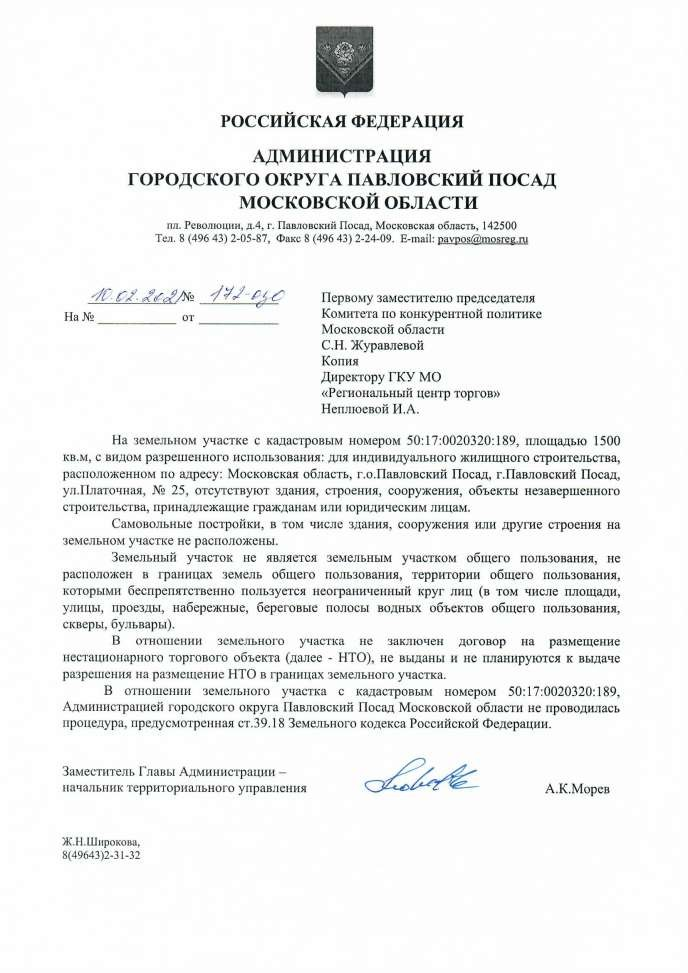 РОССИЙСКАЯ ФЕДЕРАЦИЯ
АДМИНИСТРАЦИЯ
ГОРОДСКОГО ОКРУГА ПАВЛОВСКИЙ ПОСАД
МОСКОВСКОЙ ОБЛАСТИ
пл. Революции, д.4, г. Павловский Посад, Московская область, 142500
Тел. 8 (496 43) 2-05-87, Факс 8 (496 43) 2-24-09. E-mail: pavpos@mosreg.ru
10.02.2021 № 172-озо
На № ____________ от ____________
Первому заместителю председателя
Комитета по конкурентной политике
Московской области
С.Н. Журавлевой
Копия
Директору ГКУ МО
«Региональный центр торгов»
Неплюевой И.А.
На земельном участке с кадастровым номером 50:17:0020320:189, площадью 1500
кв.м, с видом разрешенного использования: для индивидуального жилищного строительства,
расположенном по адресу: Московская область, г.о.Павловский Посад, г.Павловский Посад,
ул.Платочная, № 25, отсутствуют здания, строения, сооружения, объекты незавершенного
строительства, принадлежащие гражданам или юридическим лицам.
Самовольные постройки, в том числе здания, сооружения или другие строения на
земельном участке не расположены.
Земельный участок не является земельным участком общего пользования, не
расположен в границах земель общего пользования, территории общего пользования,
которыми беспрепятственно пользуется неограниченный круг лиц (в том числе площади,
улицы, проезды, набережные, береговые полосы водных объектов общего пользования,
скверы, бульвары).
В отношении земельного участка не заключен договор на размещение
нестационарного торгового объекта (далее - НТО), не выданы и не планируются к выдаче
разрешения на размещение НТО в границах земельного участка.
В отношении земельного участка с кадастровым номером 50:17:0020320:189,
Администрацией городского округа Павловский Посад Московской области не проводилась
процедура, предусмотренная ст.39.18 Земельного кодекса Российской Федерации.
Заместитель Главы Администрации –
начальник территориального управления
А.К.Морев
Ж.Н.Широкова,
8(49643)2-31-32